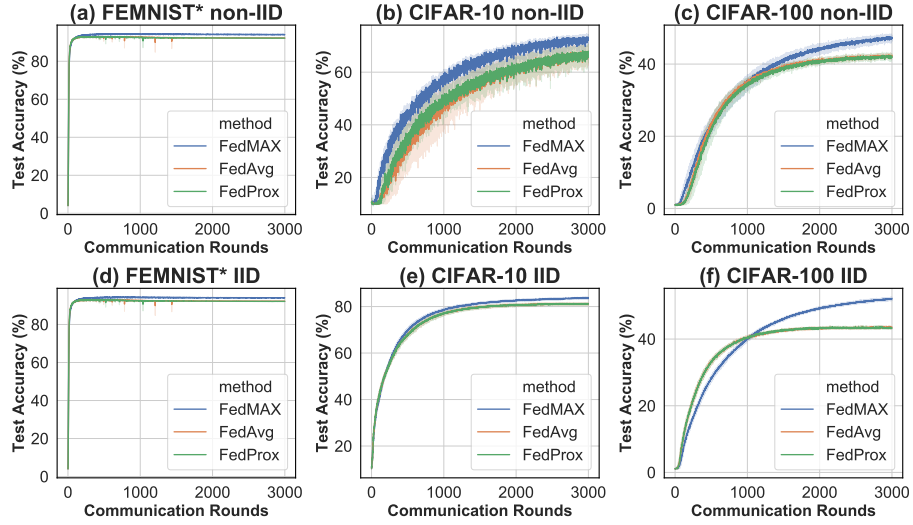 (a) FEMNIST* non-IID
Test Accuracy (%)
80
60
40
20
0
method
FedMAX
FedAvg
FedProx
0 1000 2000 3000
Communication Rounds
(b) CIFAR-10 non-IID
Test Accuracy (%)
60
40
20
method
FedMAX
FedAvg
FedProx
0 1000 2000 3000
Communication Rounds
(c) CIFAR-100 non-IID
Test Accuracy (%)
40
20
0
method
FedMAX
FedAvg
FedProx
0 1000 2000 3000
Communication Rounds
(d) FEMNIST* IID
Test Accuracy (%)
80
60
40
20
0
method
FedMAX
FedAvg
FedProx
0 1000 2000 3000
Communication Rounds
(e) CIFAR-10 IID
Test Accuracy (%)
80
60
40
20
method
FedMAX
FedAvg
FedProx
0 1000 2000 3000
Communication Rounds
(f) CIFAR-100 IID
Test Accuracy (%)
40
20
0
method
FedMAX
FedAvg
FedProx
0 1000 2000 3000
Communication Rounds